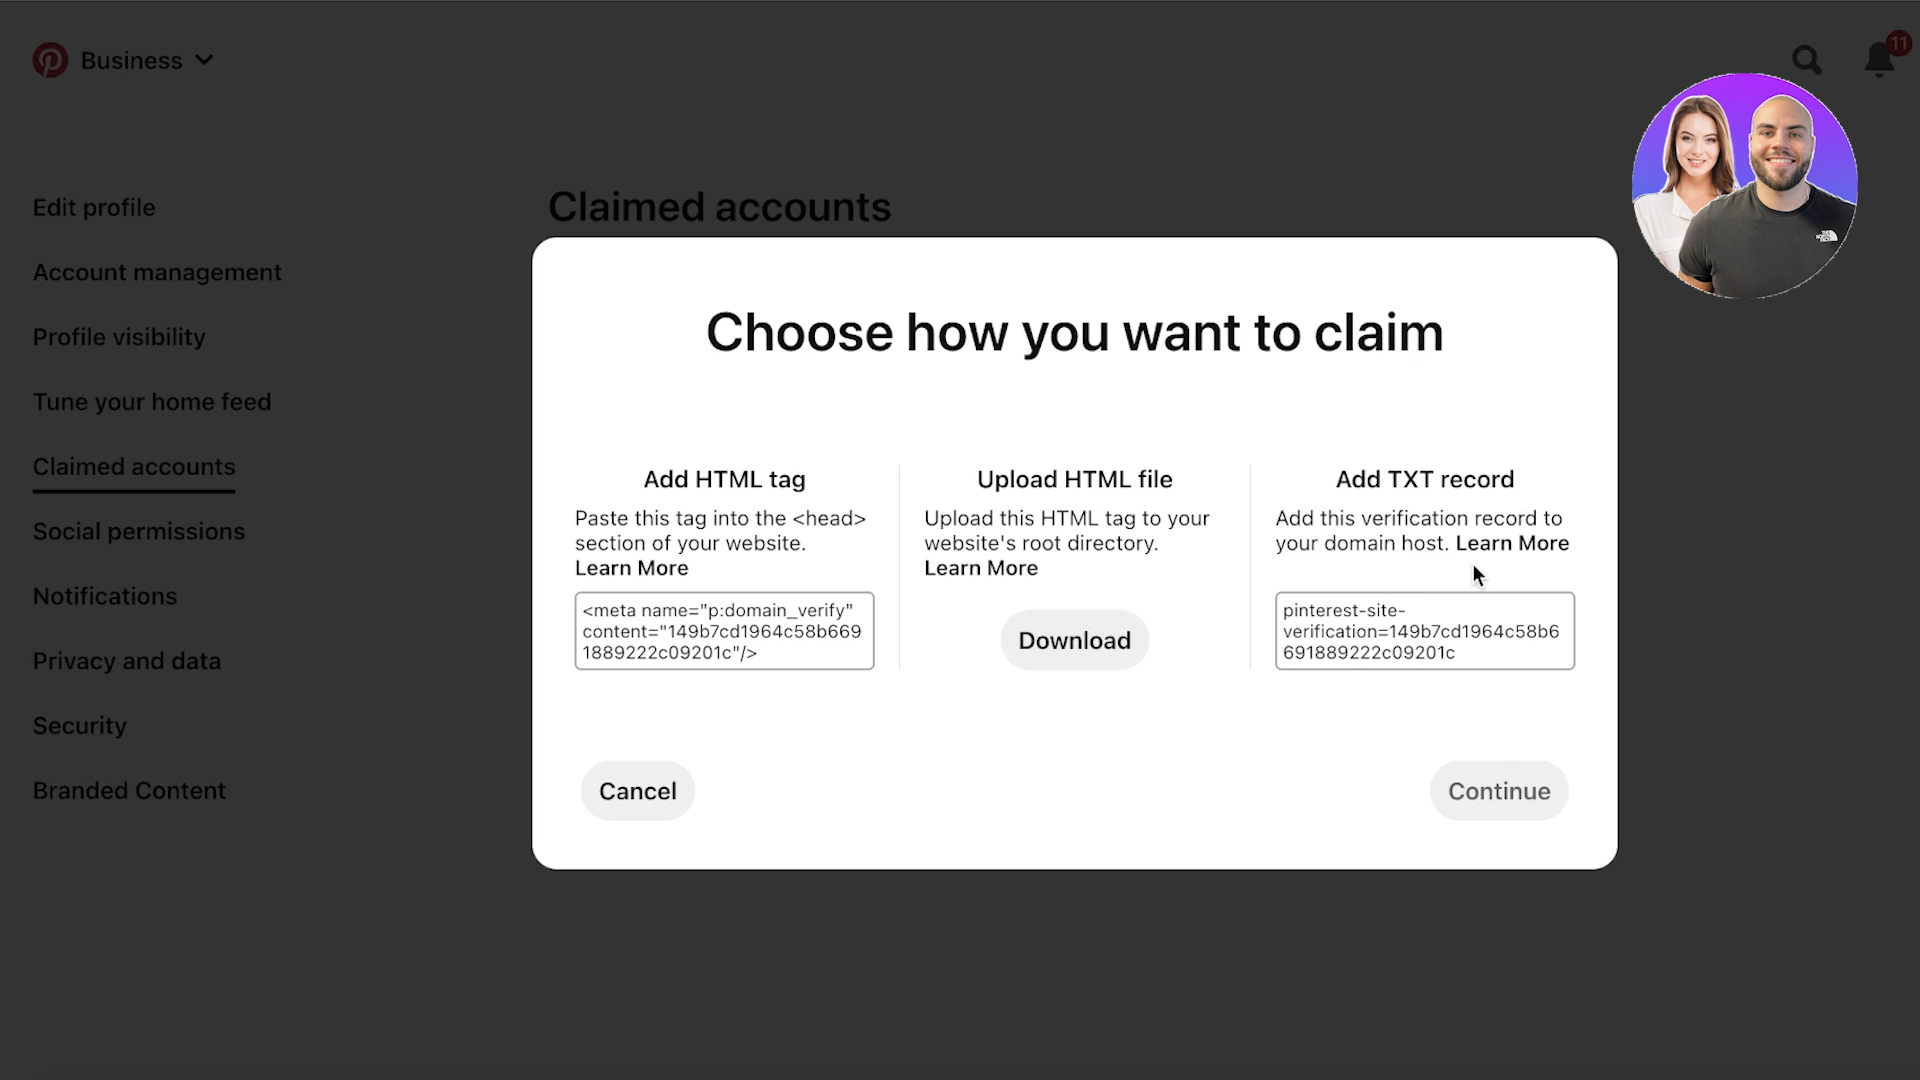 Business
11
Edit profile
Account management
Profile visibility
Tune your home feed
Claimed accounts
Social permissions
Notifications
Privacy and data
Security
Branded Content
Claimed accounts
Choose how you want to claim
Add HTML tag
Paste this tag into the <head>
section of your website.
Learn More
<meta name="p:domain_verify"
content="149b7cd1964c58b669
1889222c09201c"/>
Upload HTML file
Upload this HTML tag to your
website's root directory.
Learn More
Download
Add TXT record
Add this verification record to
your domain host. Learn More
pinterest-site-
verification=149b7cd1964c58b6
691889222c09201c
Cancel
Continue
THE
NORTH
FACE